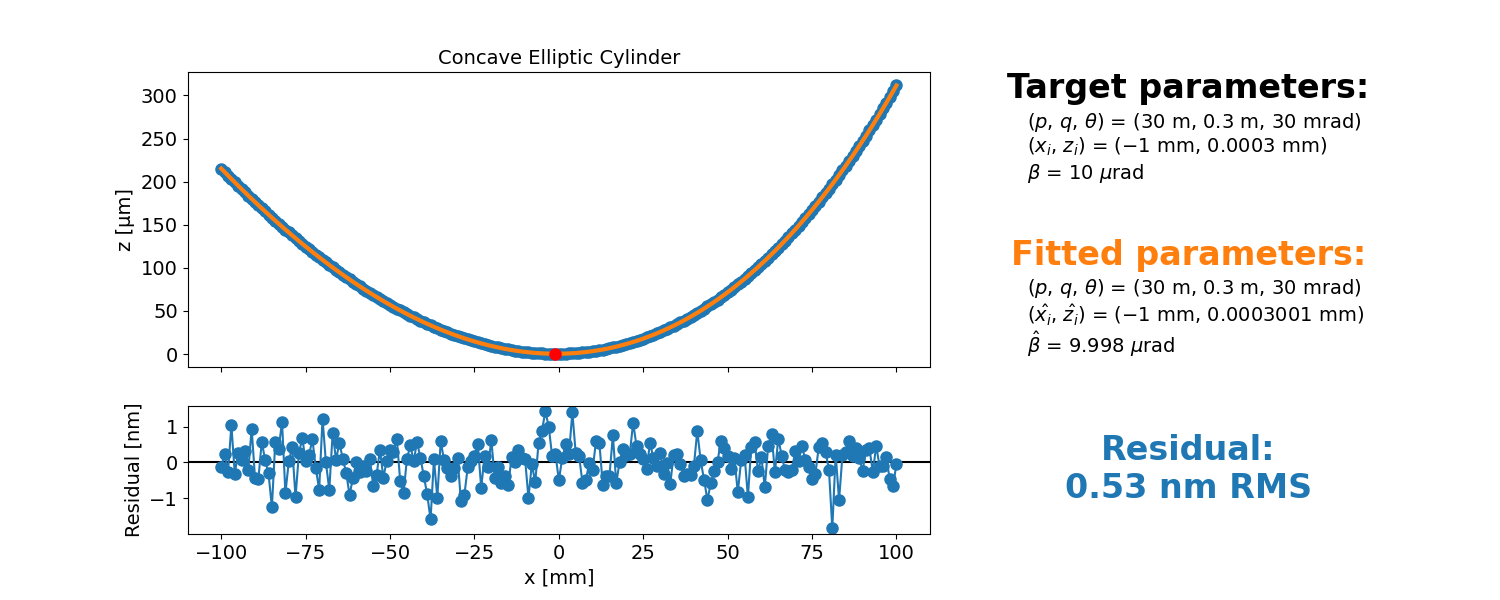 Concave Elliptic Cylinder
300
250
200
150
100
50
0
z [μm]
1
0
−1
Residual [nm]
−100 −75 −50 −25 0 25 50 75 100
x [mm]
Target parameters:
(p, q, θ) = (30 m, 0.3 m, 30 mrad)
(xᵢ, zᵢ) = (−1 mm, 0.0003 mm)
β = 10 μrad
Fitted parameters:
(p, q, θ) = (30 m, 0.3 m, 30 mrad)
(x̂ᵢ, ẑᵢ) = (−1 mm, 0.0003001 mm)
β̂ = 9.998 μrad
Residual:
0.53 nm RMS